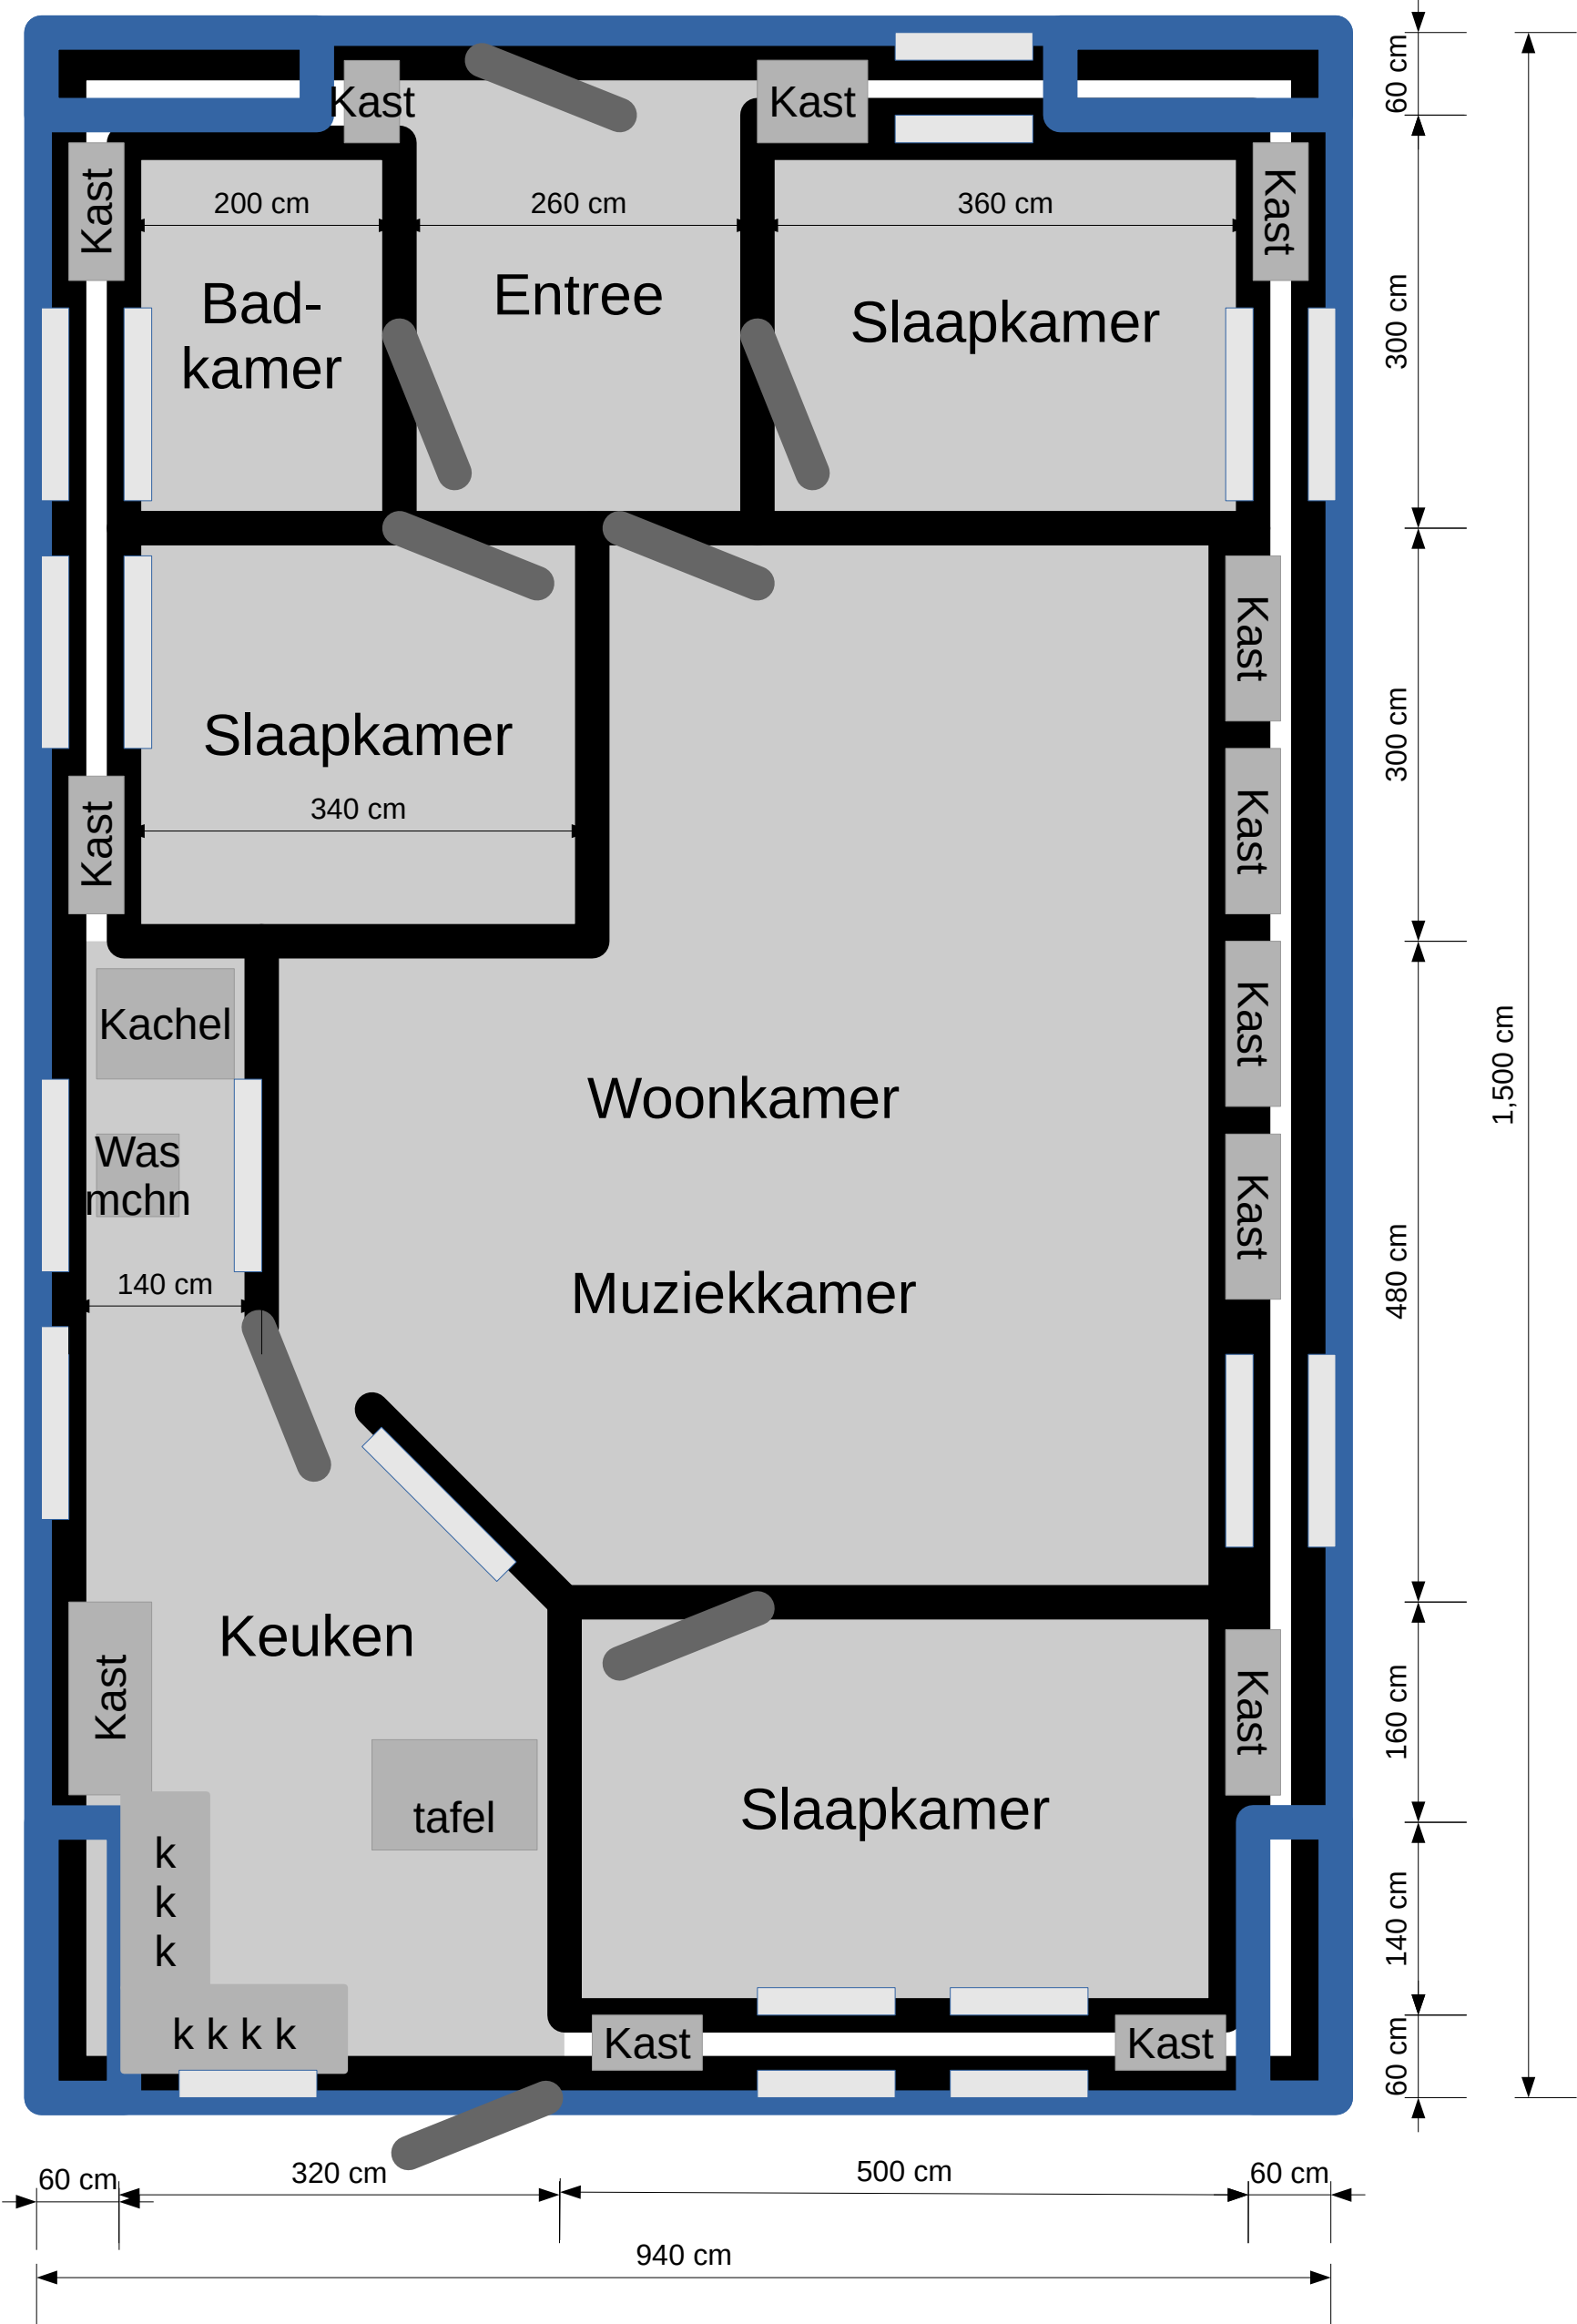 60 cm
Kast
Kast
Kast
Kast
200 cm
260 cm
360 cm
Bad-
kamer
Entree
Slaapkamer
300 cm
Kast
Slaapkamer
300 cm
340 cm
Kast
Kast
Kachel
Kast
Woonkamer
1,500 cm
Was
mchn
Kast
140 cm
Muziekkamer
480 cm
Keuken
Kast
Kast
160 cm
tafel
Slaapkamer
k
k
k
140 cm
k k k k
Kast
Kast
60 cm
60 cm
320 cm
500 cm
60 cm
940 cm